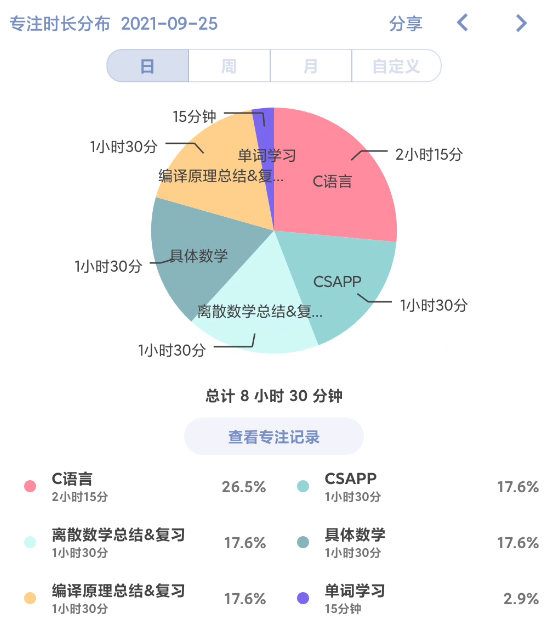 专注时长分布 2021-09-25 分享
日 周 月 自定义
15分钟
1小时30分
单词学习
2小时15分
编译原理总结&复...
C语言
具体数学
1小时30分
CSAPP
1小时30分
离散数学总结&复...
1小时30分
总计 8 小时 30 分钟
查看专注记录
C语言 26.5% CSAPP 17.6%
2小时15分 1小时30分
离散数学总结&复习 17.6% 具体数学 17.6%
1小时30分 1小时30分
编译原理总结&复习 17.6% 单词学习 2.9%
1小时30分 15分钟